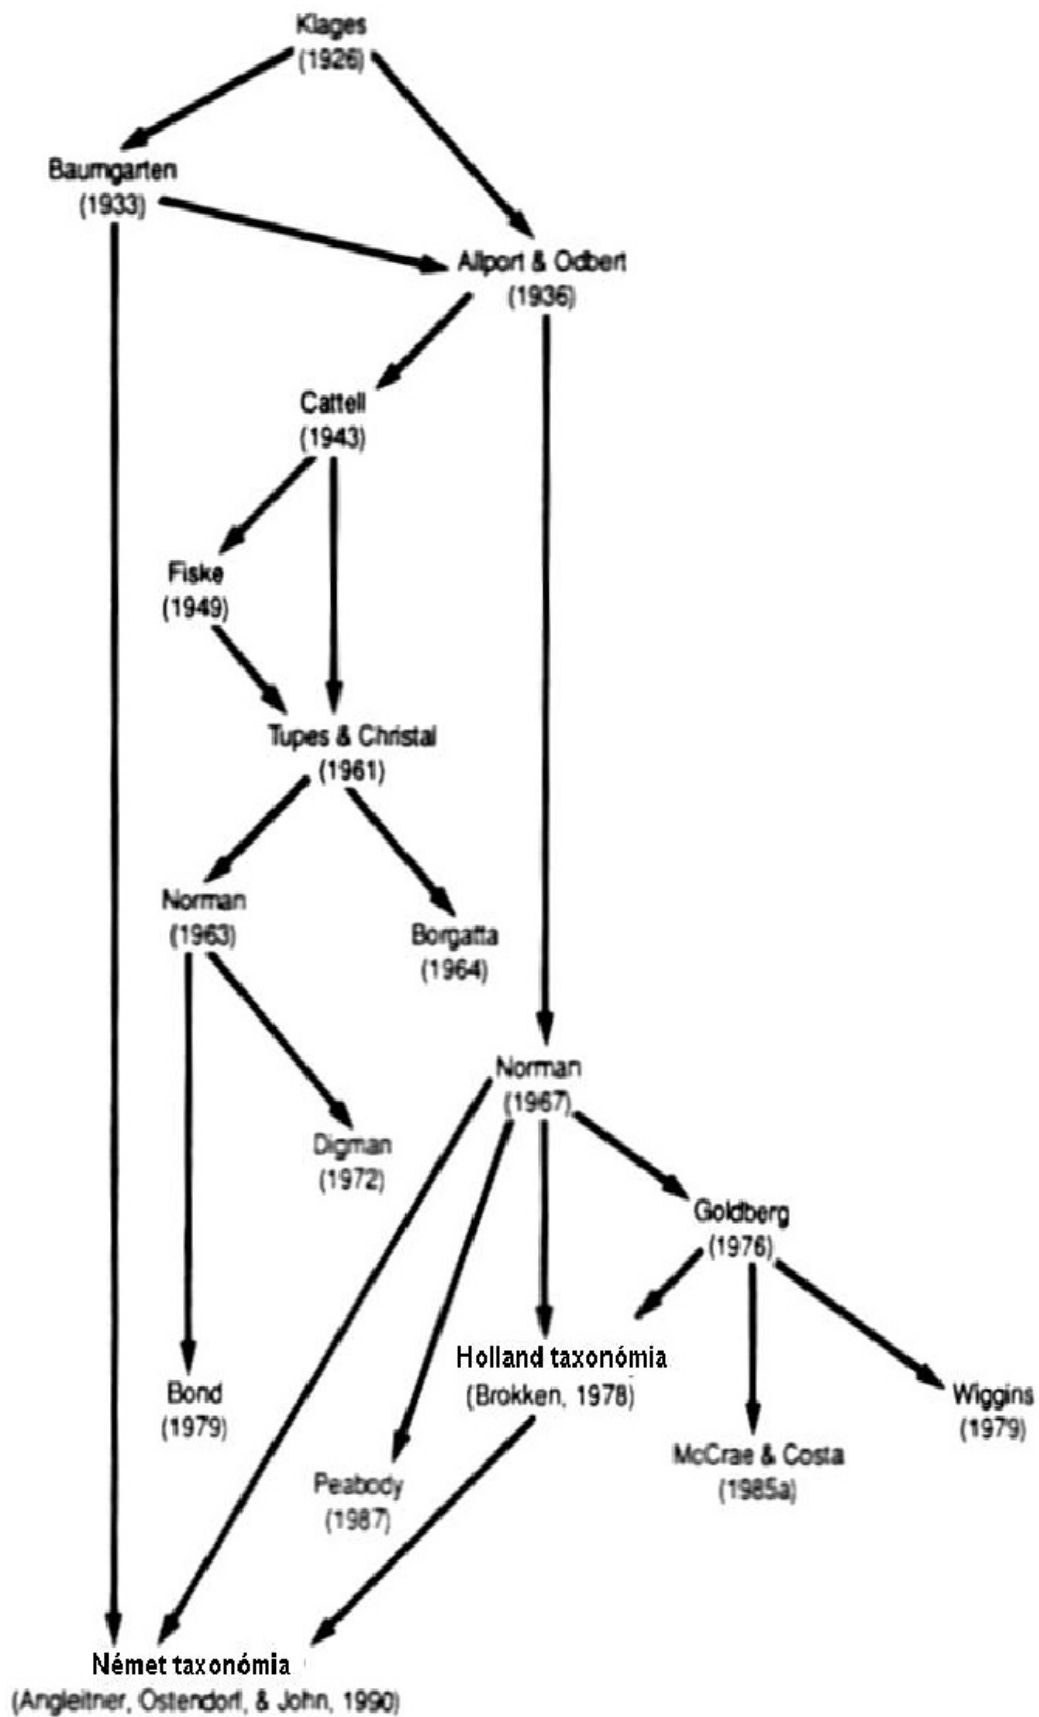 Klages
(1926)
Baumgarten
(1933)
Allport & Odbert
(1936)
Cattell
(1943)
Fiske
(1949)
Tupes & Christal
(1961)
Norman
(1963)
Borgatta
(1964)
Norman
(1967)
Digman
(1972)
Goldberg
(1976)
Holland taxonómia
(Brokken, 1978)
Bond
(1979)
Wiggins
(1979)
McCrae & Costa
(1985a)
Peabody
(1987)
Német taxonómia
(Angleitner, Ostendorf, & John, 1990)